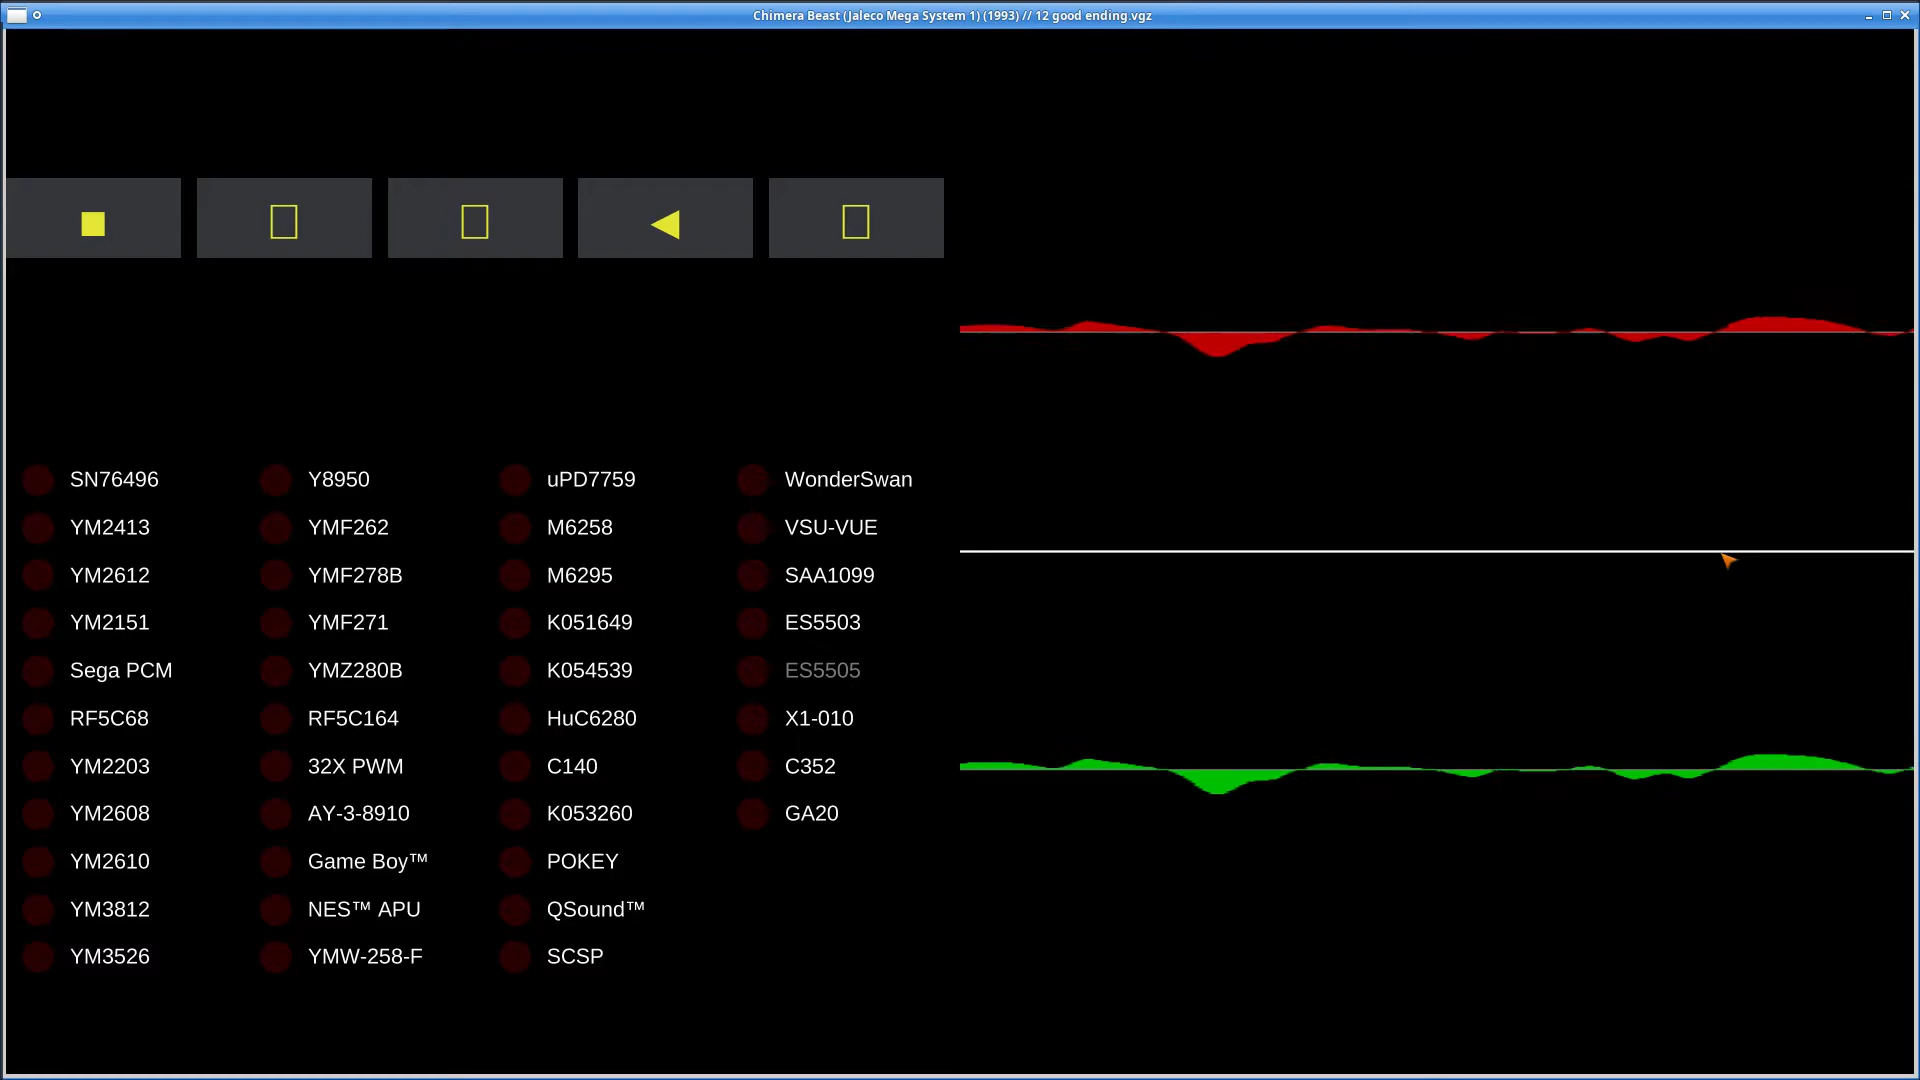 Chimera Beast (Jaleco Mega System 1) (1993) // 12 good ending.vgz
SN76496
YM2413
YM2612
YM2151
Sega PCM
RF5C68
YM2203
YM2608
YM2610
YM3812
YM3526
Y8950
YMF262
YMF278B
YMF271
YMZ280B
RF5C164
32X PWM
AY-3-8910
Game Boy™
NES™ APU
YMW-258-F
uPD7759
M6258
M6295
K051649
K054539
HuC6280
C140
K053260
POKEY
QSound™
SCSP
WonderSwan
VSU-VUE
SAA1099
ES5503
ES5505
X1-010
C352
GA20